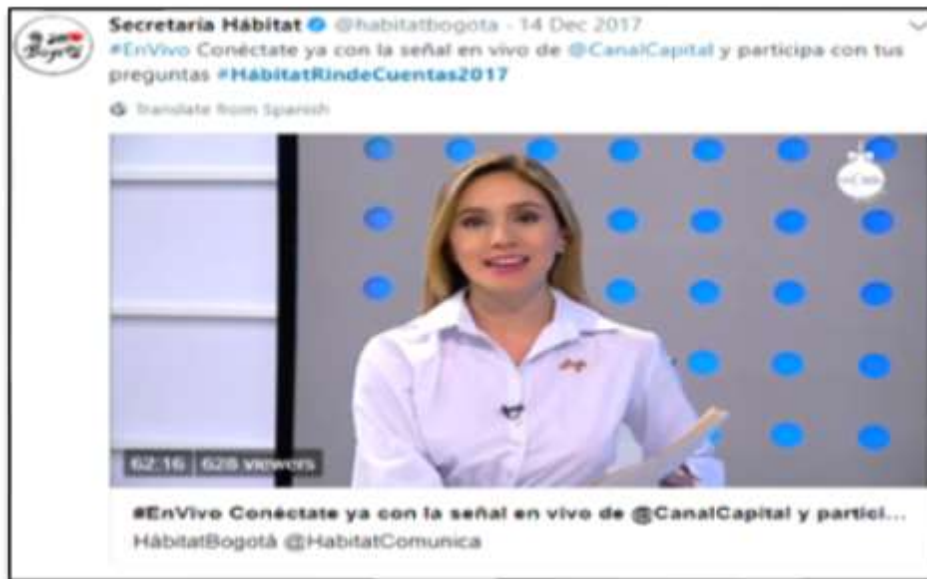 Secretaría Hábitat @habitatbogota - 14 Dec 2017
#EnVivo Conéctate ya con la señal en vivo de @CanalCapital y participa con tus
preguntas #HábitatRindeCuentas2017
Translate from Spanish
62:16 628 viewers
#EnVivo Conéctate ya con la señal en vivo de @CanalCapital y partici...
HábitatBogotá @HabitatComunica